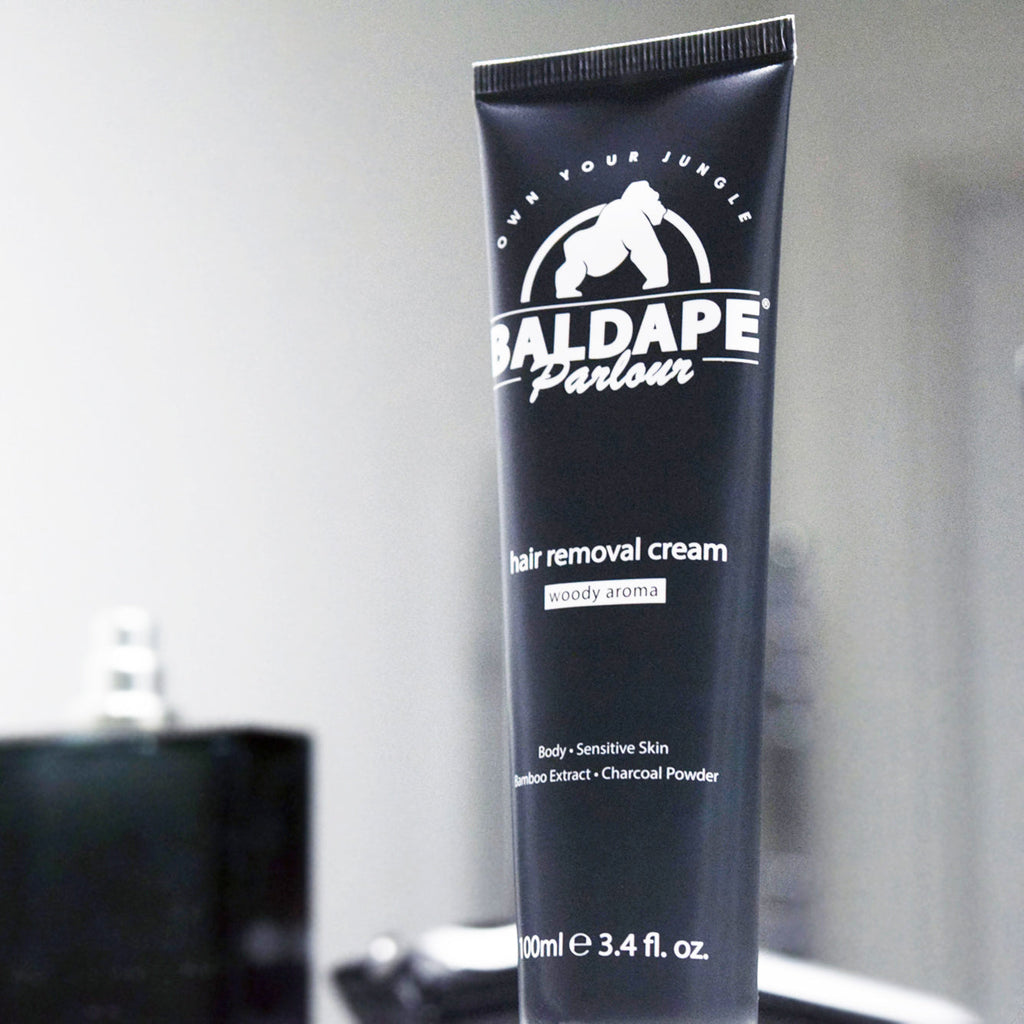 OWN YOUR JUNGLE
BALDAPE®
Parlour
hair removal cream
woody aroma
Body • Sensitive Skin
Bamboo Extract • Charcoal Powder
100ml ℮ 3.4 fl. oz.